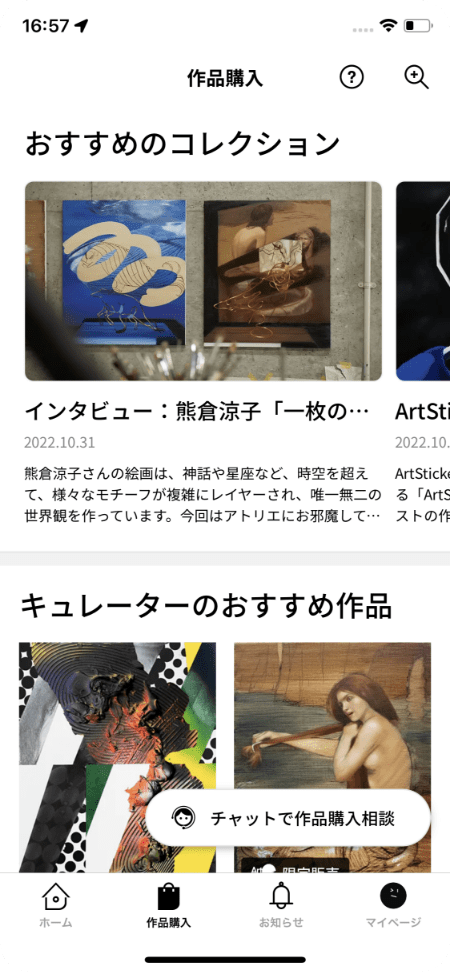 16:57
作品購入
おすすめのコレクション
インタビュー：熊倉涼子「一枚の…
ArtSti
2022.10.31
2022.10.
熊倉涼子さんの絵画は、神話や星座など、時空を超え
て、様々なモチーフが複雑にレイヤーされ、唯一無二の
世界観を作っています。今回はアトリエにお邪魔して…
ArtSticke
る「ArtS
ストの作
キュレーターのおすすめ作品
チャットで作品購入相談
限定販売
ホーム
作品購入
お知らせ
マイページ